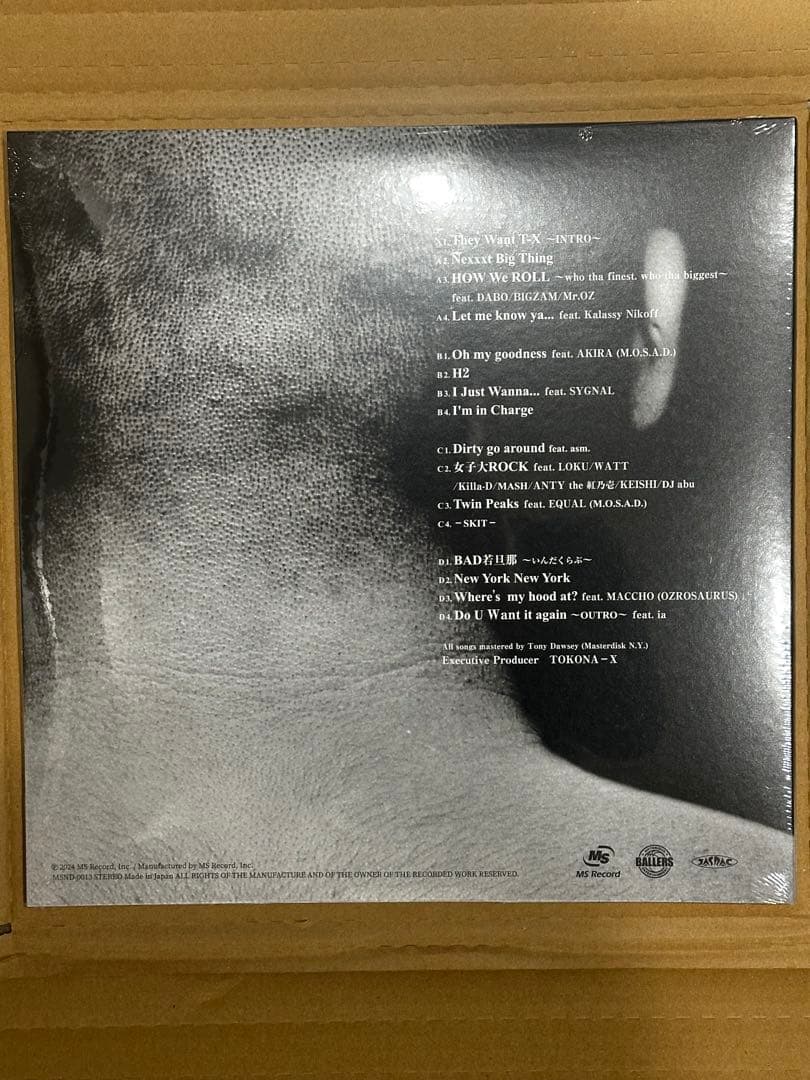 A1. They Want T-X ～INTRO～
A2. Nexxxt Big Thing
A3. HOW We ROLL ～who tha finest. who tha biggest～
feat. DABO/BIGZAM/Mr.OZ
A4. Let me know ya... feat. Kalassy Nikoff
B1. Oh my goodness feat. AKIRA (M.O.S.A.D.)
B2. H2
B3. I Just Wanna... feat. SYGNAL
B4. I'm in Charge
C1. Dirty go around feat. asm.
C2. 女子大ROCK feat. LOKU/WATT
/Killa-D/MASH/ANTY the 紅乃壱/KEISHI/DJ abu
C3. Twin Peaks feat. EQUAL (M.O.S.A.D.)
C4. －SKIT－
D1. BAD若旦那 ～いんだくらぶ～
D2. New York New York
D3. Where's my hood at? feat. MACCHO (OZROSAURUS)
D4. Do U Want it again ～OUTRO～ feat. ia
All songs mastered by Tony Dawsey (Masterdisk N.Y.)
Executive Producer TOKONA－X
℗ 2024 MS Record, Inc. / Manufactured by MS Record, Inc.
MSND-0013 STEREO Made in Japan ALL RIGHTS OF THE MANUFACTURE AND OF THE OWNER OF THE RECORDED WORK RESERVED.
MS
MS Record
BALLERS
JASRAC